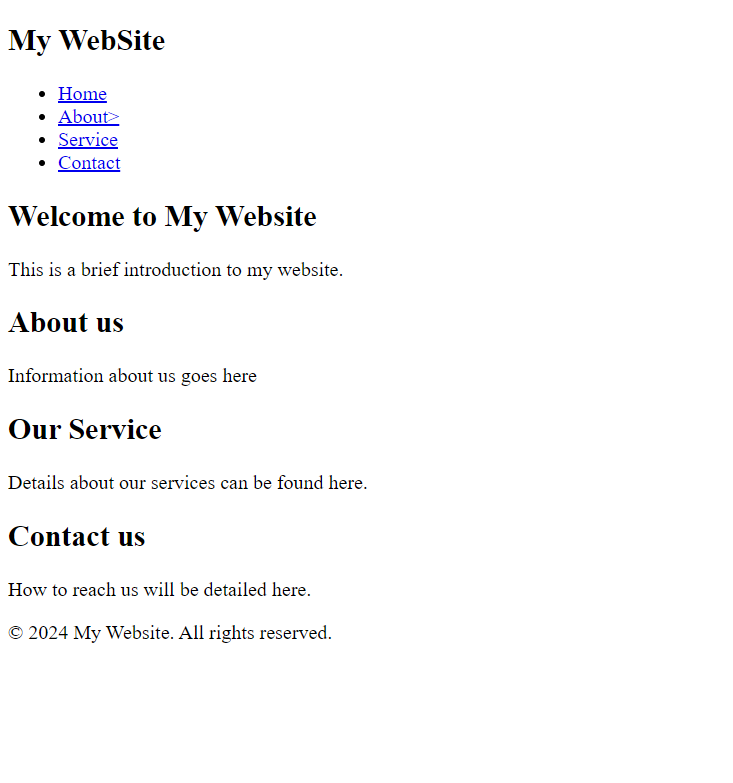 My WebSite
Home
About>
Service
Contact
Welcome to My Website
This is a brief introduction to my website.
About us
Information about us goes here
Our Service
Details about our services can be found here.
Contact us
How to reach us will be detailed here.
© 2024 My Website. All rights reserved.